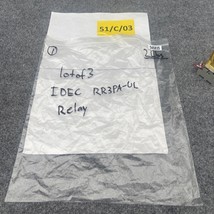 51/C/03
1
lot of 3
IDEC RR3PA-UL
Relay